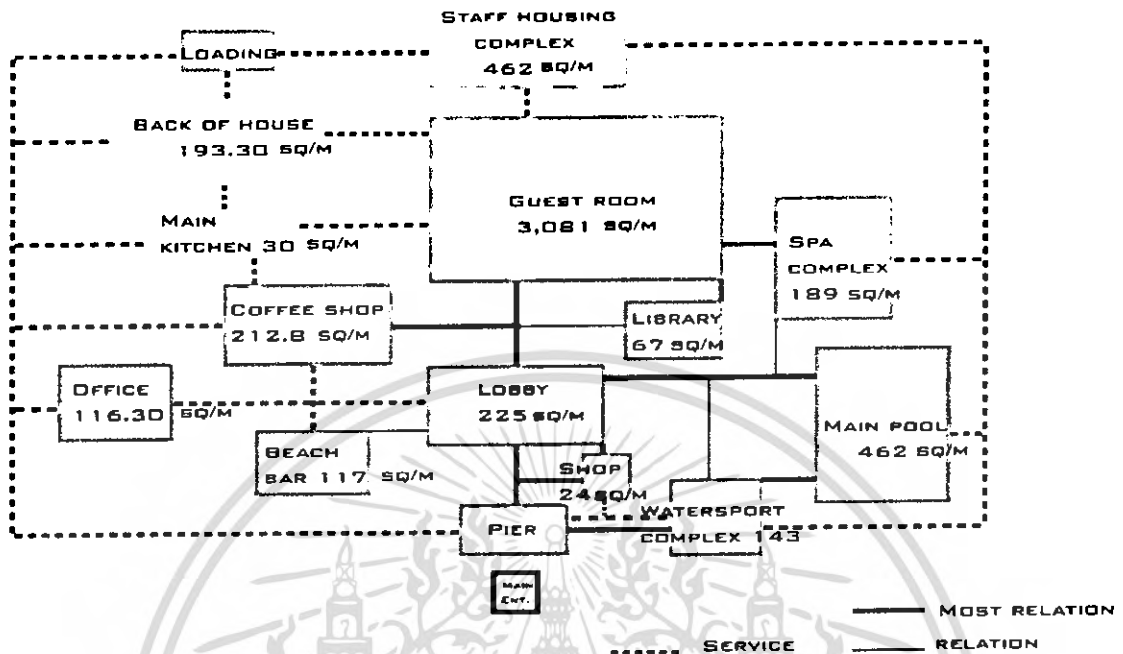 STAFF HOUSING
COMPLEX
462 SQ/M
LOADING
BACK OF HOUSE
193.30 SQ/M
GUEST ROOM
3,081 SQ/M
MAIN
KITCHEN 30 SQ/M
SPA
COMPLEX
189 SQ/M
COFFEE SHOP
212.8 SQ/M
LIBRARY
67 SQ/M
OFFICE
116.30 SQ/M
LOBBY
225 SQ/M
MAIN POOL
462 SQ/M
BEACH
BAR 117 SQ/M
SHOP
24 SQ/M
WATERSPORT
COMPLEX 143
PIER
MAIN
ENT.
MOST RELATION
SERVICE
RELATION